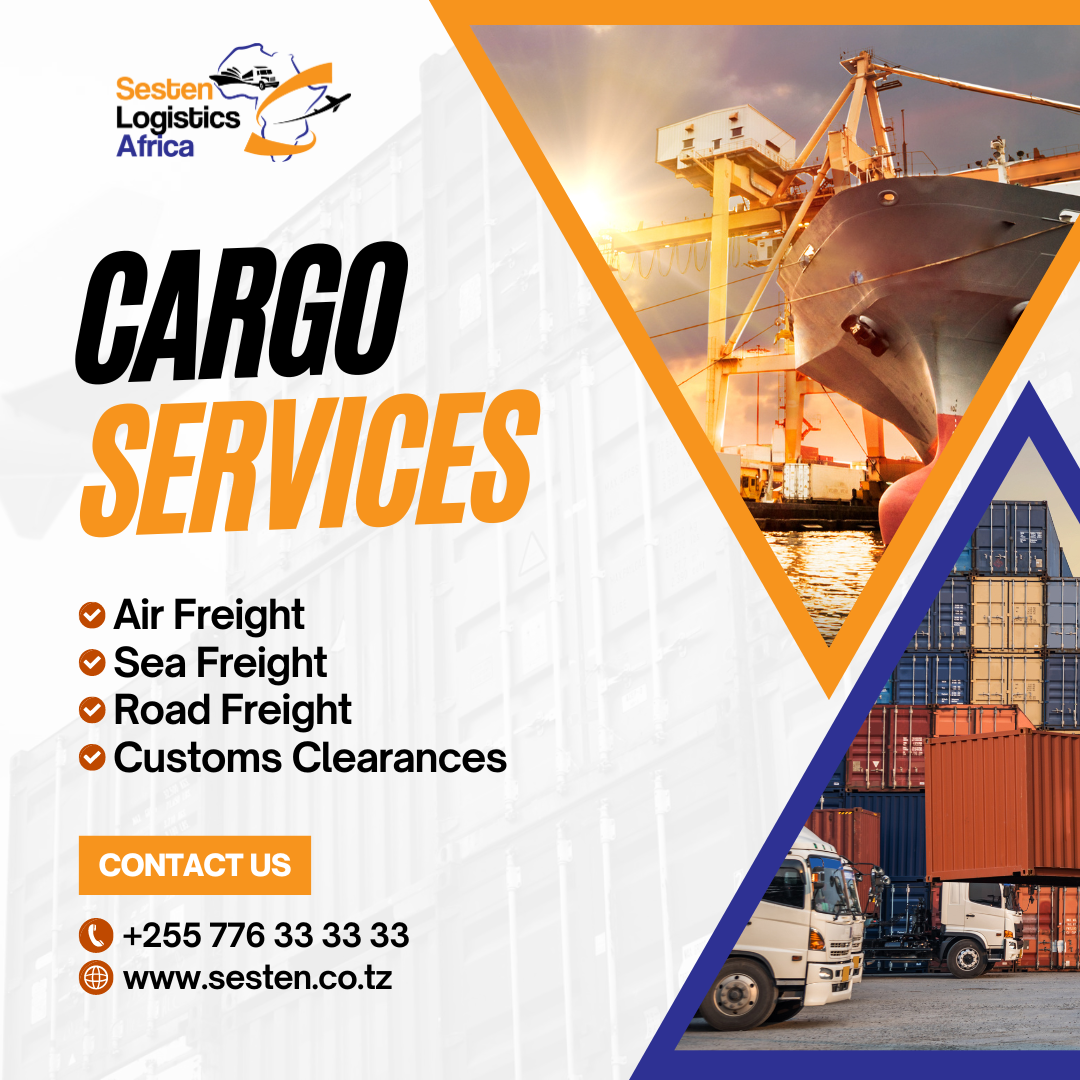 Sesten
Logistics
Africa
CARGO
SERVICES
Air Freight
Sea Freight
Road Freight
Customs Clearances
CONTACT US
+255 776 33 33 33
www.sesten.co.tz